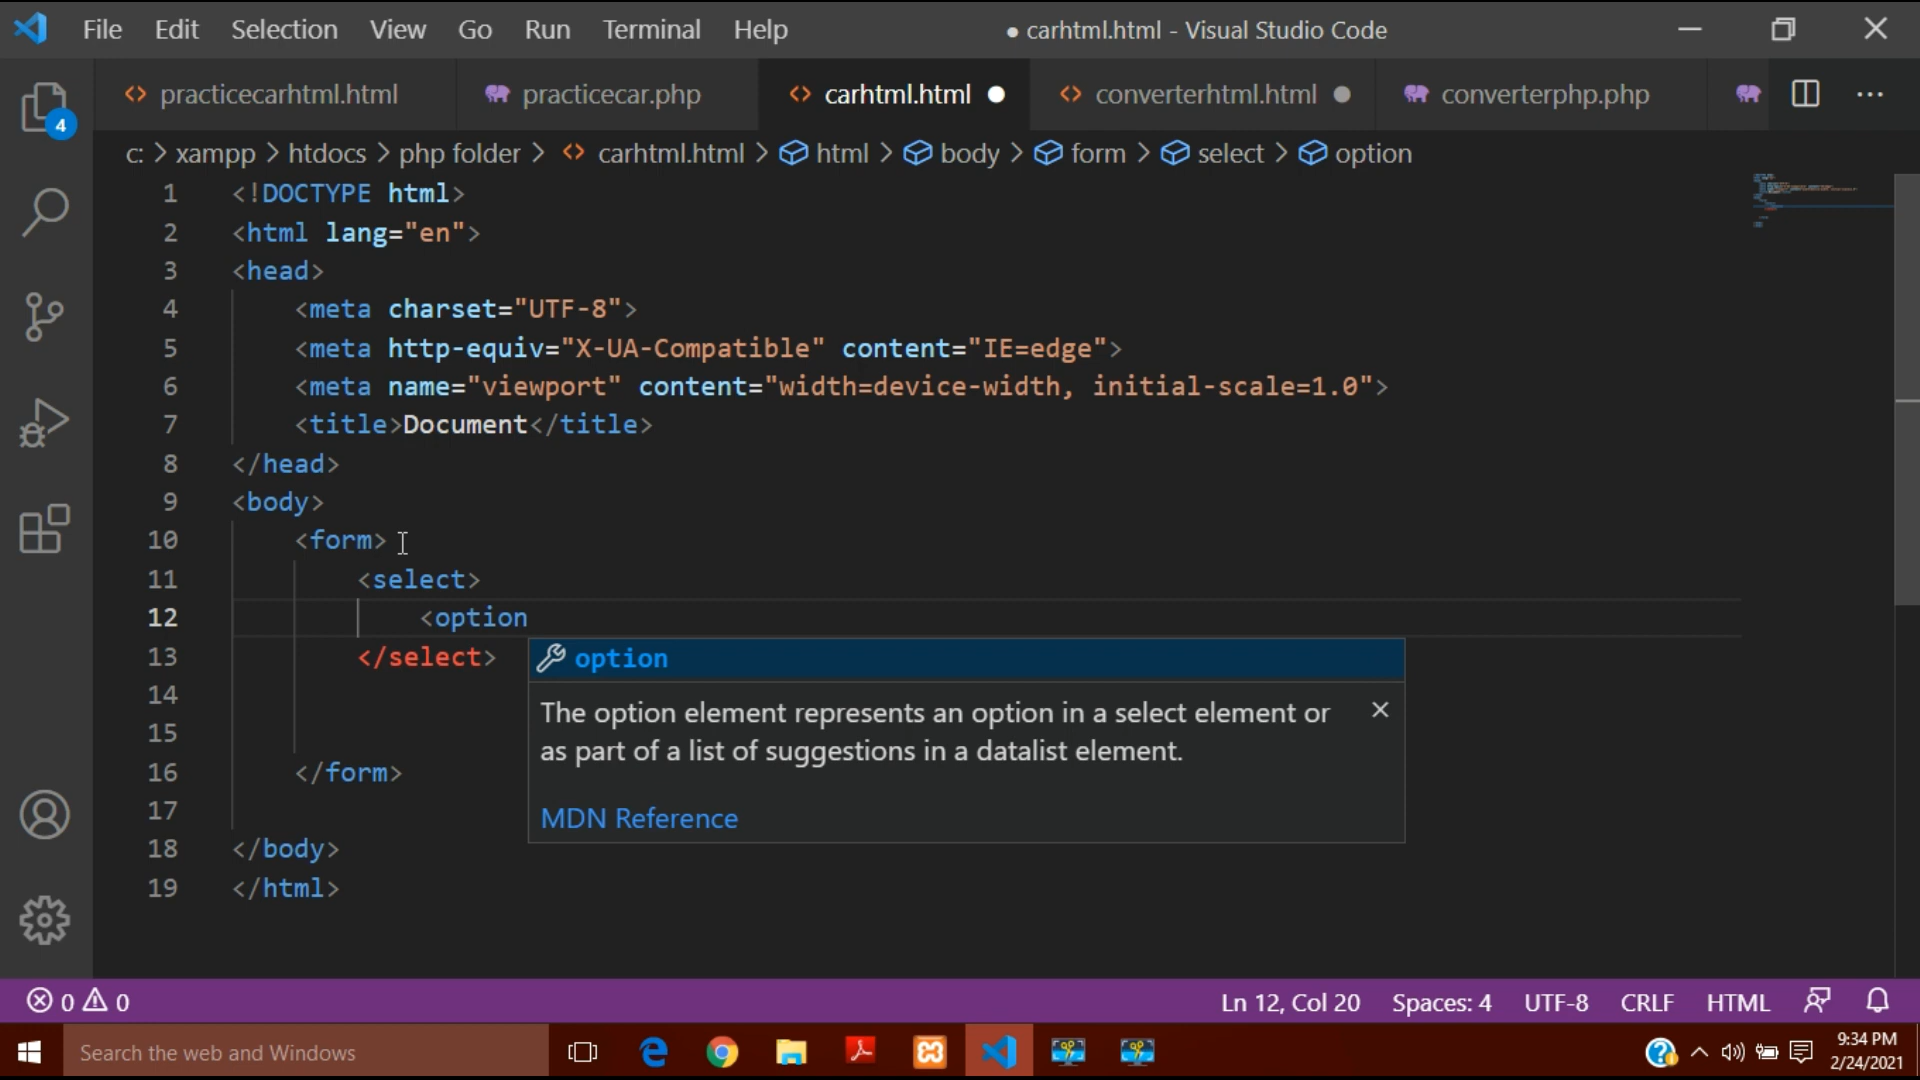 File Edit Selection View Go Run Terminal Help ● carhtml.html - Visual Studio Code
practicecarhtml.html practicecar.php carhtml.html converterhtml.html converterphp.php
c: > xampp > htdocs > php folder > carhtml.html > html > body > form > select > option
1 <!DOCTYPE html>
2 <html lang="en">
3 <head>
4 <meta charset="UTF-8">
5 <meta http-equiv="X-UA-Compatible" content="IE=edge">
6 <meta name="viewport" content="width=device-width, initial-scale=1.0">
7 <title>Document</title>
8 </head>
9 <body>
10 <form>
11 <select>
12 <option
13 </select>
option
14
The option element represents an option in a select element or
as part of a list of suggestions in a datalist element.
15
16 </form>
17
MDN Reference
18 </body>
19 </html>
4
0 0
Ln 12, Col 20 Spaces: 4 UTF-8 CRLF HTML
Search the web and Windows
9:34 PM
2/24/2021